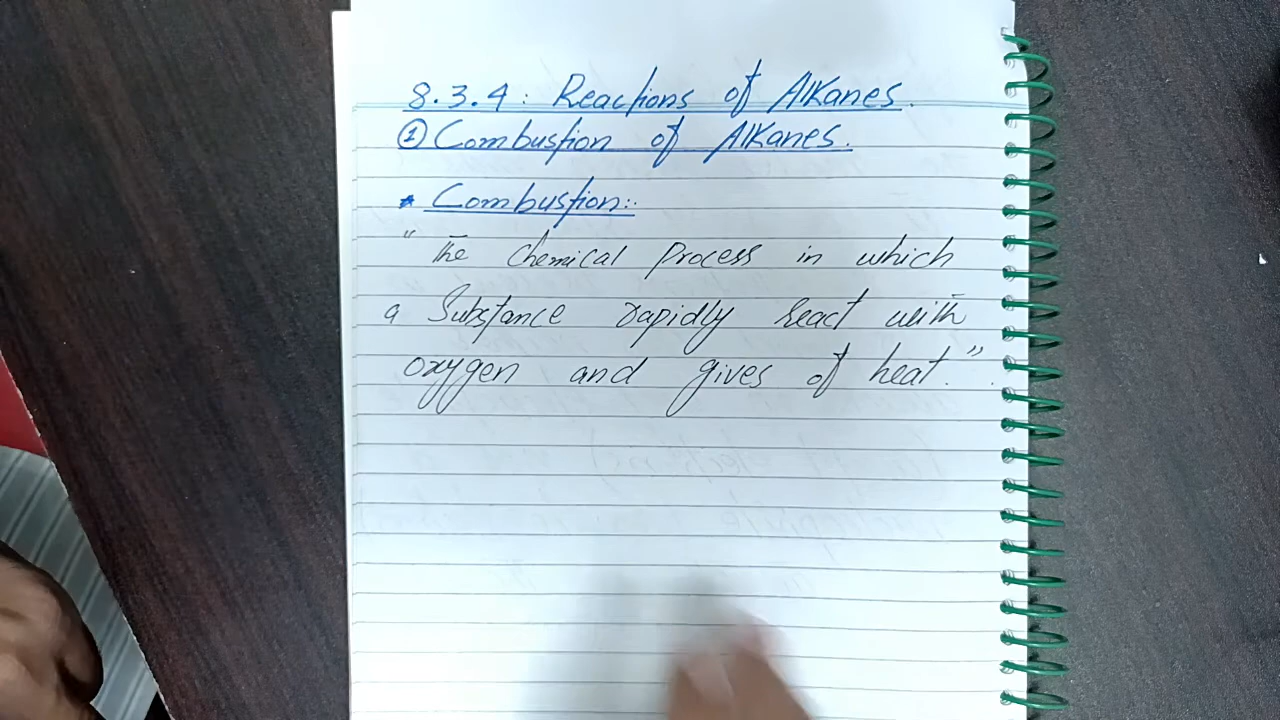 8.3.4: Reactions of Alkanes.
① Combustion of Alkanes.
* Combustion:.
"The Chemical Process in which
a Substance rapidly react with
oxygen and gives of heat."